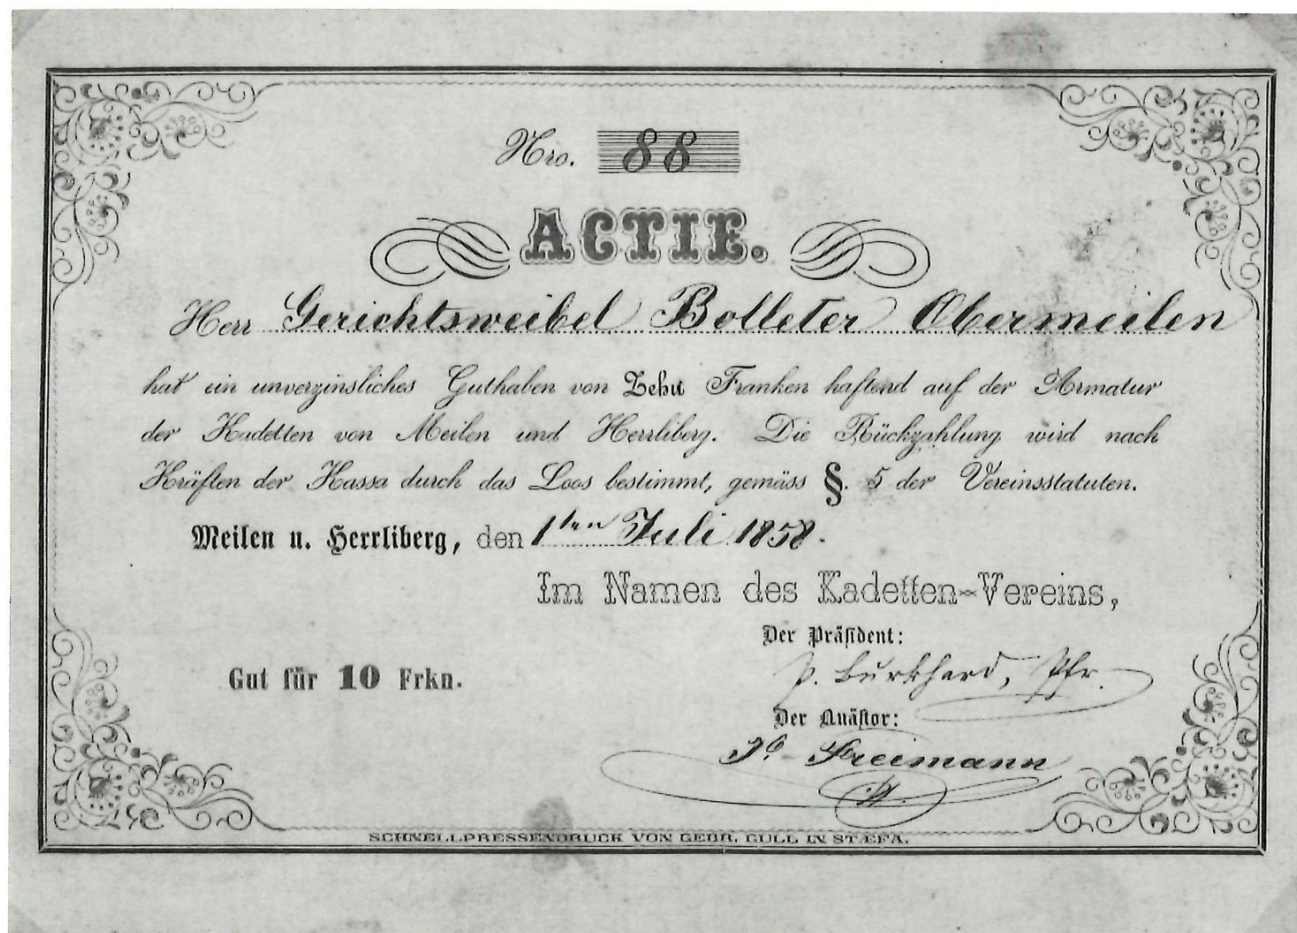 Nro. 88
ACTIE.
Herr Gerichtsweibel Bolleter Obermeilen
hat ein unverzinsliches Guthaben von Zehn Franken haftend auf der Armatur
der Kadetten von Meilen und Herrliberg. Die Rückzahlung wird nach
Kräften der Kassa durch das Loos bestimmt, gemäss §. 5 der Vereinsstatuten.
Meilen u. Herrliberg, den 1ten Juli 1858.
Im Namen des Kadetten-Vereins,
Der Präsident:
Burkhard, Pfr.
Gut für 10 Frkn.
Der Quästor:
Freimann
SCHNELLPRESSENDRUCK VON GEBR. GULL IN STÆFA.